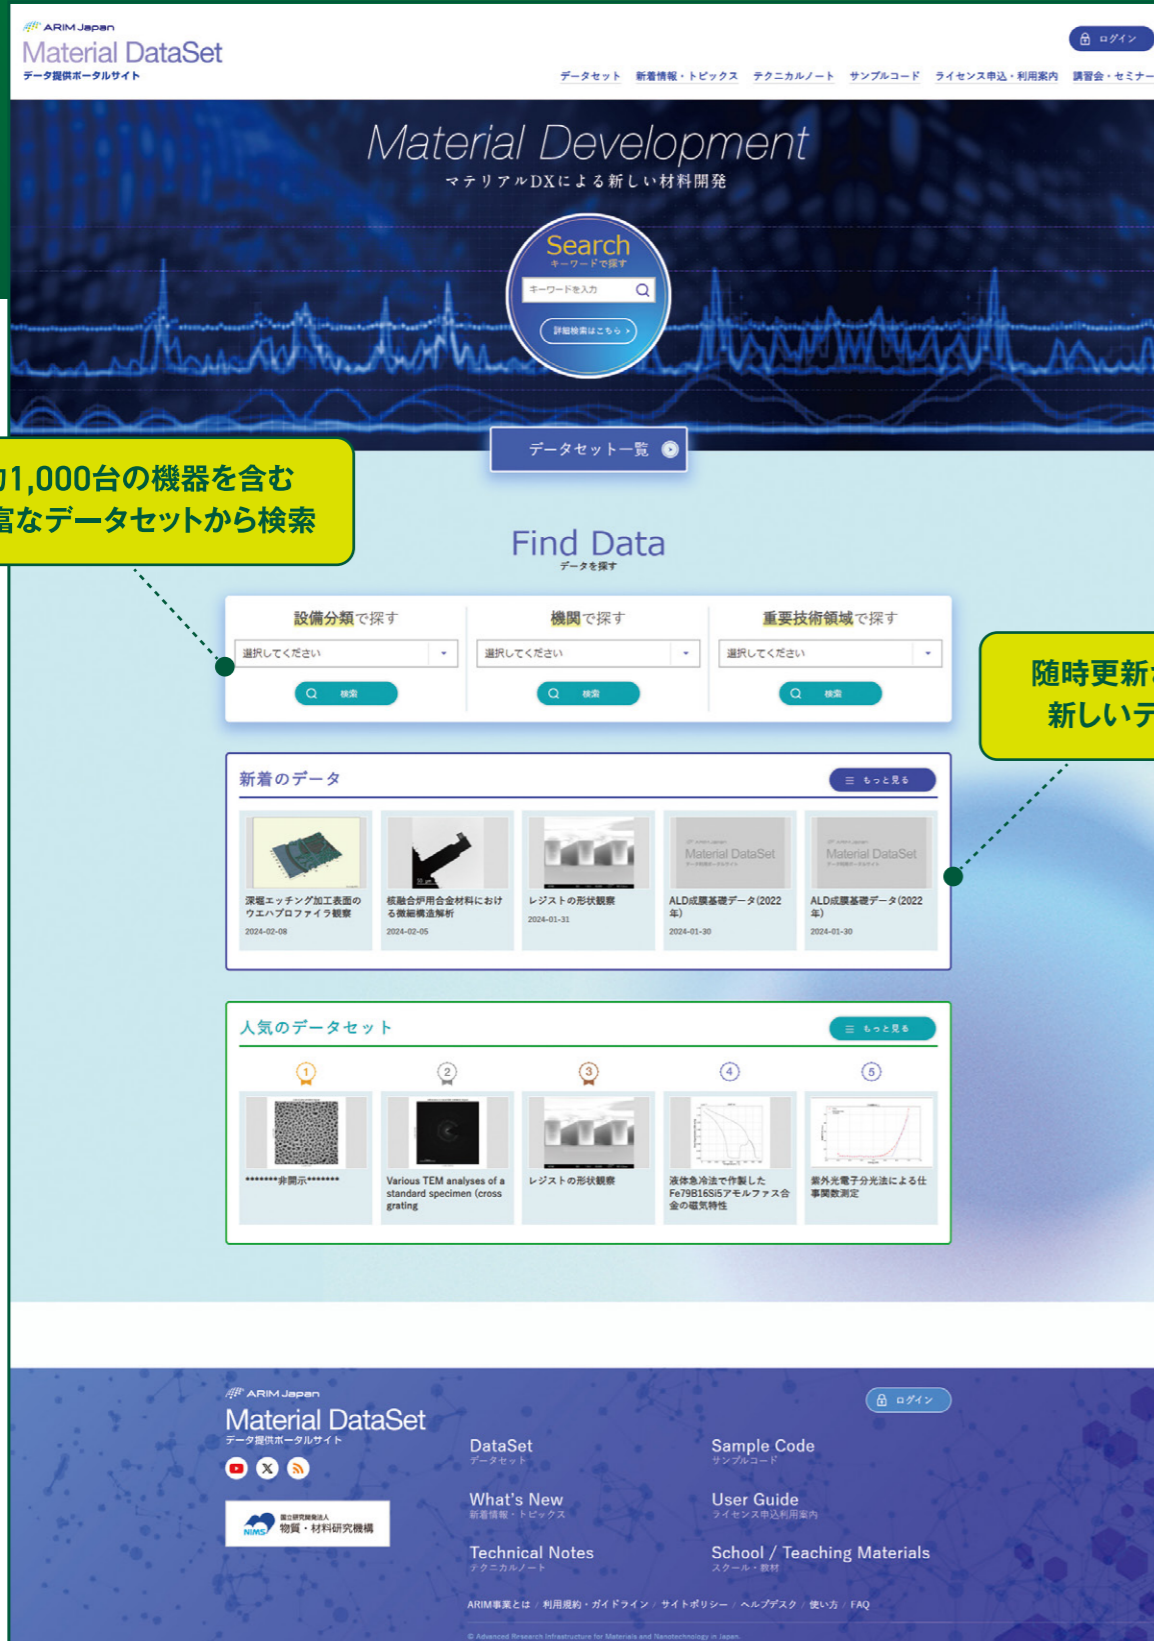 ARIM Japan
Material DataSet
データ提供ポータルサイト
ログイン
データセット 新着情報・トピックス テクニカルノート サンプルコード ライセンス申込・利用案内 講習会・セミナー
Material Development
マテリアルDXによる新しい材料開発
Search
キーワードで探す
キーワードを入力
詳細検索はこちら
データセット一覧
1,000台の機器を含む
富なデータセットから検索
Find Data
データを探す
設備分類で探す 機関で探す 重要技術領域で探す
選択してください 選択してください 選択してください
検索 検索 検索
随時更新
新しいデ
新着のデータ
もっと見る
Material DataSet
Material DataSet
深堀エッチング加工表面の
ウエハプロファイラ観察
2024-02-08
核融合炉用合金材料におけ
る微細構造解析
2024-02-05
レジストの形状観察
2024-01-31
ALD成膜基礎データ(2022
年)
2024-01-30
ALD成膜基礎データ(2022
年)
2024-01-30
人気のデータセット
もっと見る
1 2 3 4 5
*******非開示*******
Various TEM analyses of a
standard specimen (cross
grating
レジストの形状観察
液体急冷法で作製した
Fe79B16Si5アモルファス合
金の磁気特性
紫外光電子分光法による仕
事関数測定
ARIM Japan
Material DataSet
データ提供ポータルサイト
ログイン
NIMS
国立研究開発法人
物質・材料研究機構
DataSet
データセット
Sample Code
サンプルコード
What's New
新着情報・トピックス
User Guide
ライセンス申込利用案内
Technical Notes
テクニカルノート
School / Teaching Materials
スクール・教材
ARIM事業とは / 利用規約・ガイドライン / サイトポリシー / ヘルプデスク / 使い方 / FAQ
© Advanced Research Infrastructure for Materials and Nanotechnology in Japan.